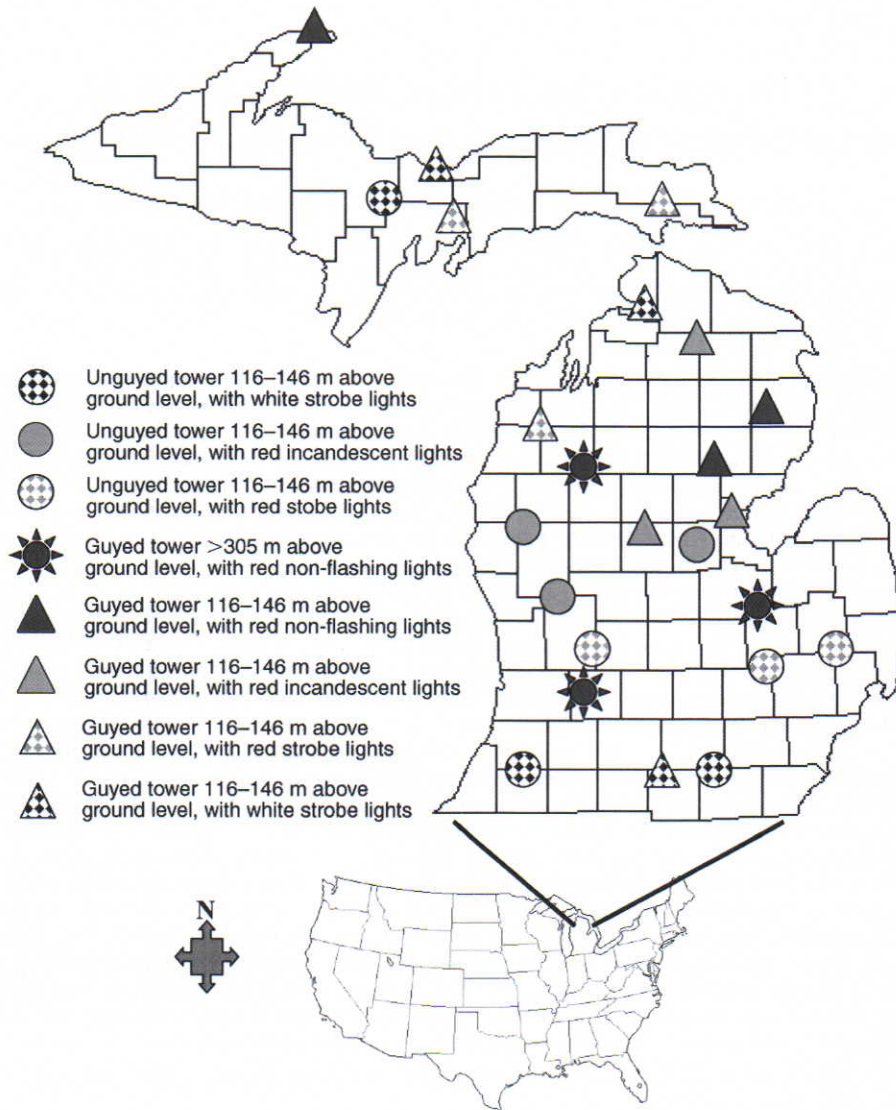 Unguyed tower 116–146 m above
ground level, with white strobe lights
Unguyed tower 116–146 m above
ground level, with red incandescent lights
Unguyed tower 116–146 m above
ground level, with red stobe lights
Guyed tower >305 m above
ground level, with red non-flashing lights
Guyed tower 116–146 m above
ground level, with red non-flashing lights
Guyed tower 116–146 m above
ground level, with red incandescent lights
Guyed tower 116–146 m above
ground level, with red strobe lights
Guyed tower 116–146 m above
ground level, with white strobe lights
N